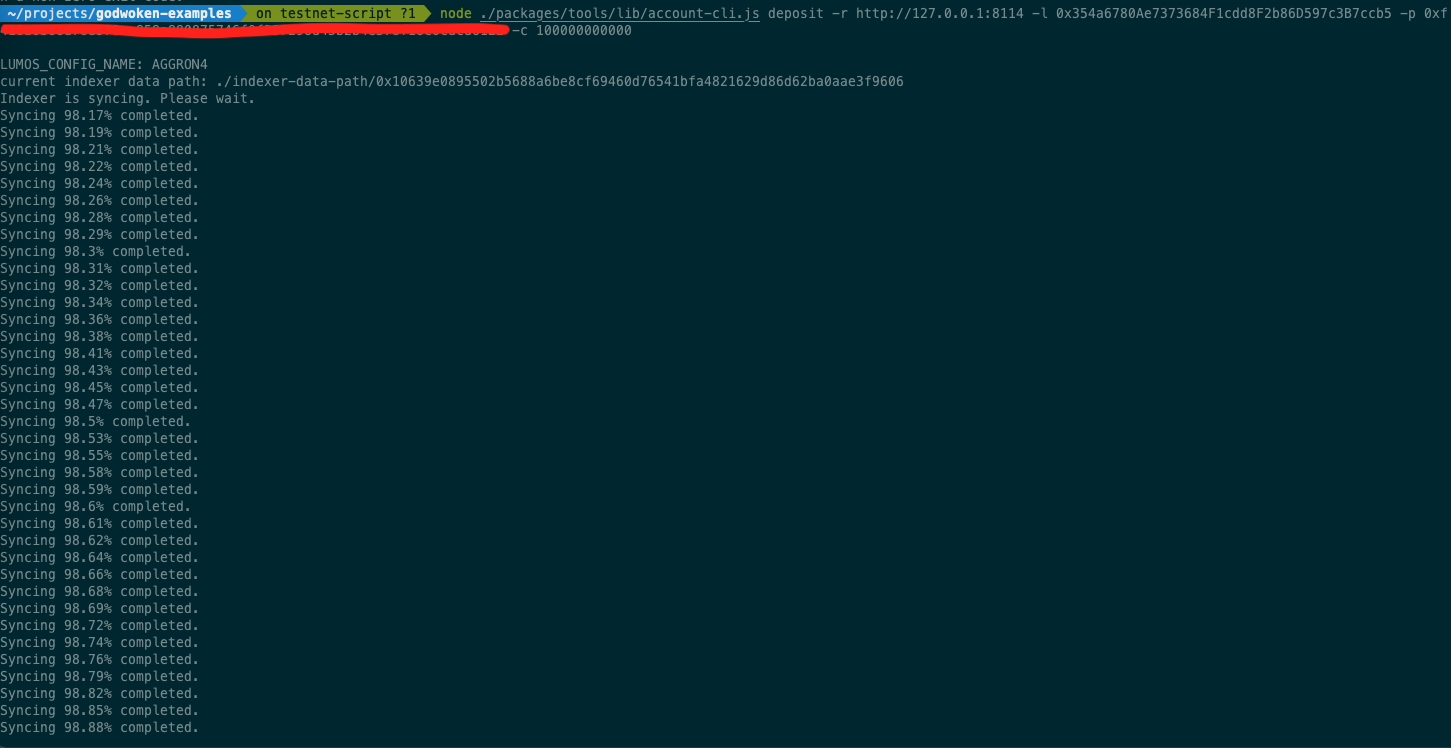 ~/projects/godwoken-examples on testnet-script ?1 node ./packages/tools/lib/account-cli.js deposit -r http://127.0.0.1:8114 -l 0x354a6780Ae7373684F1cdd8F2b86D597c3B7ccb5 -p 0xf
-c 100000000000
LUMOS_CONFIG_NAME: AGGRON4
current indexer data path: ./indexer-data-path/0x10639e0895502b5688a6be8cf69460d76541bfa4821629d86d62ba0aae3f9606
Indexer is syncing. Please wait.
Syncing 98.17% completed.
Syncing 98.19% completed.
Syncing 98.21% completed.
Syncing 98.22% completed.
Syncing 98.24% completed.
Syncing 98.26% completed.
Syncing 98.28% completed.
Syncing 98.29% completed.
Syncing 98.3% completed.
Syncing 98.31% completed.
Syncing 98.32% completed.
Syncing 98.34% completed.
Syncing 98.36% completed.
Syncing 98.38% completed.
Syncing 98.41% completed.
Syncing 98.43% completed.
Syncing 98.45% completed.
Syncing 98.47% completed.
Syncing 98.5% completed.
Syncing 98.53% completed.
Syncing 98.55% completed.
Syncing 98.58% completed.
Syncing 98.59% completed.
Syncing 98.6% completed.
Syncing 98.61% completed.
Syncing 98.62% completed.
Syncing 98.64% completed.
Syncing 98.66% completed.
Syncing 98.68% completed.
Syncing 98.69% completed.
Syncing 98.72% completed.
Syncing 98.74% completed.
Syncing 98.76% completed.
Syncing 98.79% completed.
Syncing 98.82% completed.
Syncing 98.85% completed.
Syncing 98.88% completed.